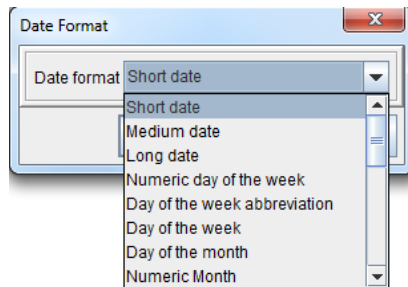 Date Format
Date format Short date
Short date
Medium date
Long date
Numeric day of the week
Day of the week abbreviation
Day of the week
Day of the month
Numeric Month